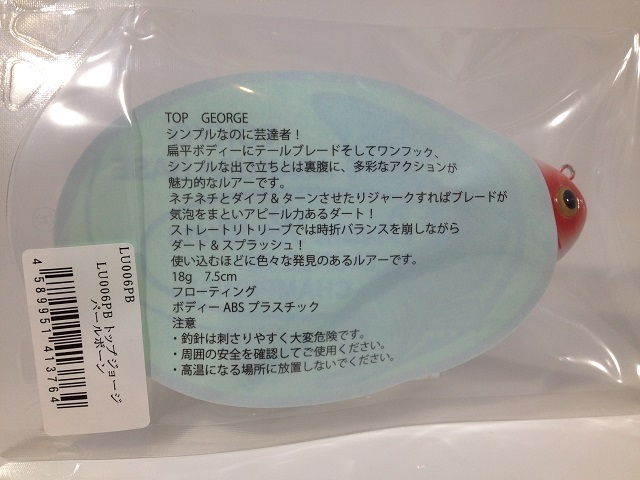 TOP GEORGE
シンプルなのに芸達者！
扁平ボディーにテールブレードそしてワンフック、
シンプルな出で立ちとは裏腹に、多彩なアクションが
魅力的なルアーです。
ネチネチとダイブ＆ターンさせたりジャークすればブレードが
気泡をまといアピール力あるダート！
ストレートリトリーブでは時折バランスを崩しながら
ダート＆スプラッシュ！
使い込むほどに色々な発見のあるルアーです。
18g 7.5cm
フローティング
ボディー ABS プラスチック
注意
・釣針は刺さりやすく大変危険です。
・周囲の安全を確認してご使用ください。
・高温になる場所に放置しないでください。
LU006PB
LU006PB トップジョージ
パールボーン
4589951413764